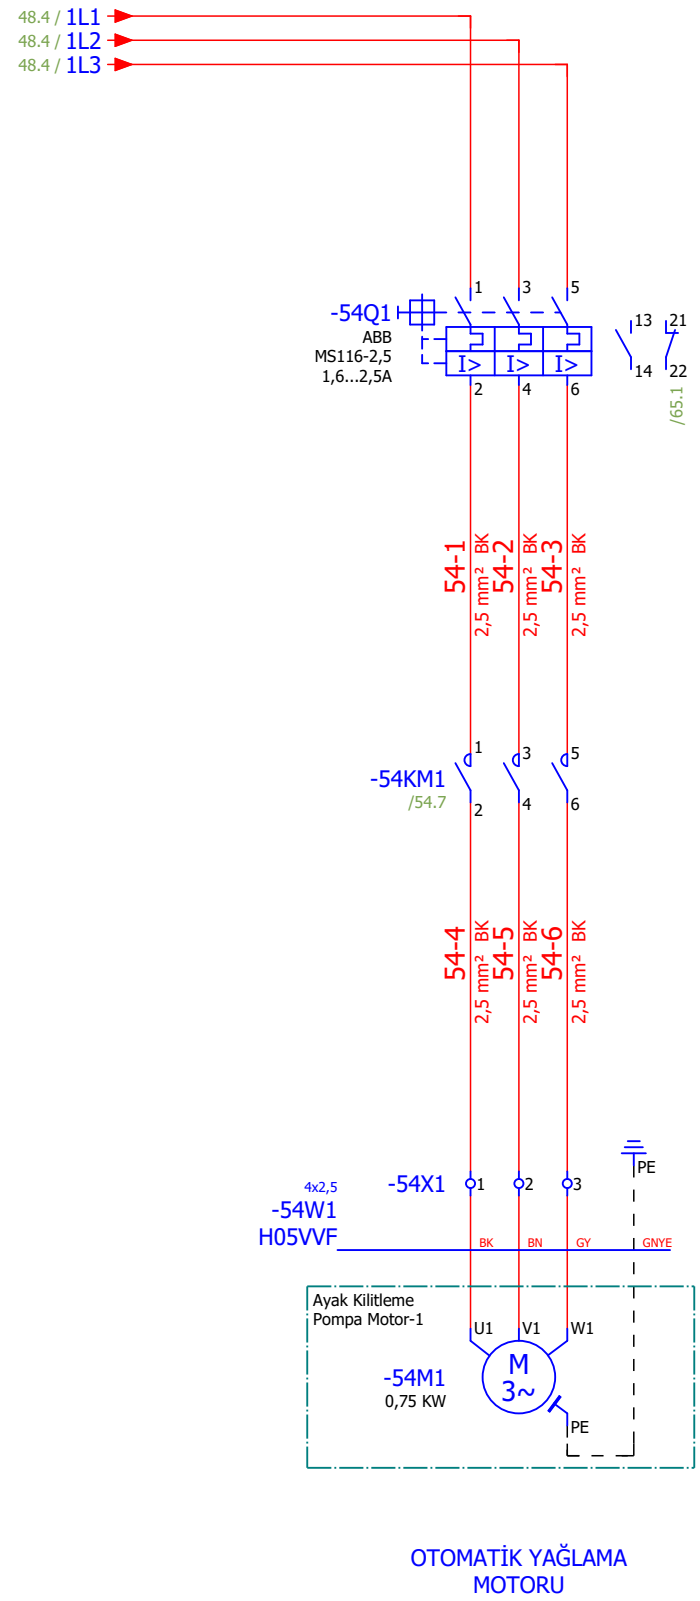 48.4 / 1L1
48.4 / 1L2
48.4 / 1L3
1 3 5
-54Q1
ABB
MS116-2,5
1,6...2,5A
I> I> I>
2 4 6
13 21
14 22
/65.1
54-1 2,5 mm² BK
54-2 2,5 mm² BK
54-3 2,5 mm² BK
1 3 5
-54KM1
/54.7
2 4 6
54-4 2,5 mm² BK
54-5 2,5 mm² BK
54-6 2,5 mm² BK
PE
4x2,5
-54X1 1 2 3
-54W1
H05VVF
BK BN GY GNYE
Ayak Kilitleme
Pompa Motor-1
U1 V1 W1
-54M1
0,75 KW
M
3~
PE
OTOMATİK YAĞLAMA
MOTORU